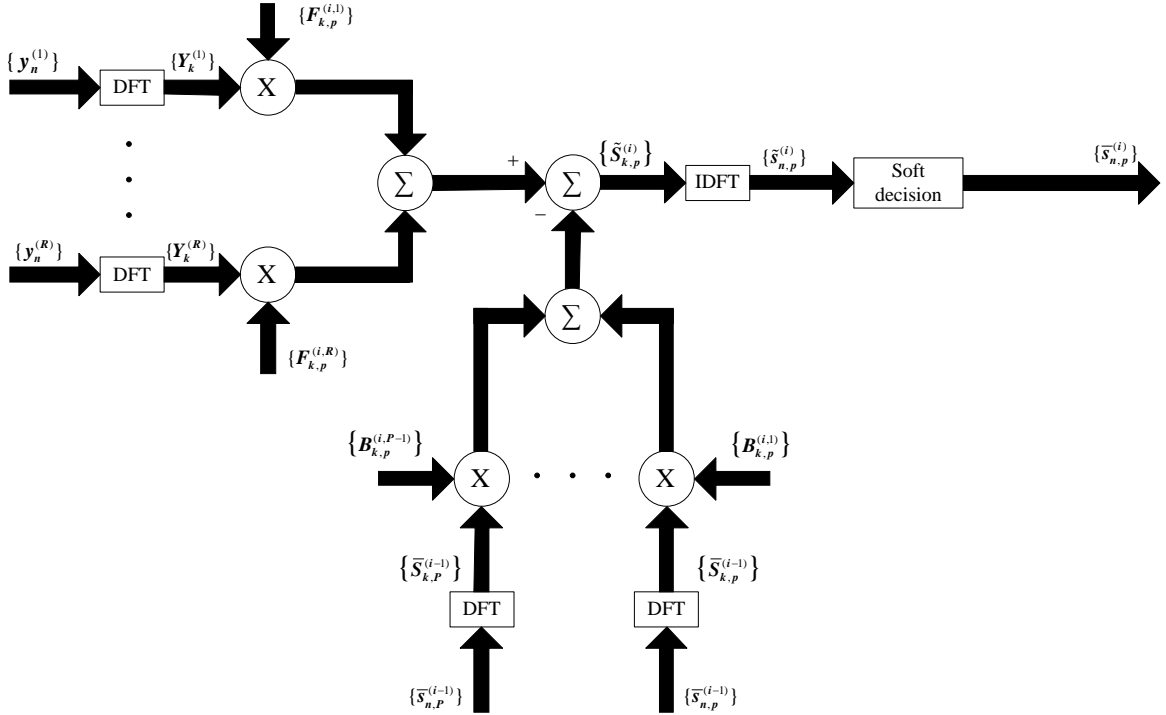 {F_{k,p}^{(i,1)}}
{y_n^{(1)}}
DFT
{Y_k^{(1)}}
X
Σ
+
Σ
−
{S̃_{k,p}^{(i)}}
IDFT
{s̃_{n,p}^{(i)}}
Soft
decision
{s̄_{n,p}^{(i)}}
{y_n^{(R)}}
DFT
{Y_k^{(R)}}
X
{F_{k,p}^{(i,R)}}
Σ
{B_{k,p}^{(i,P−1)}}
X
X
{B_{k,p}^{(i,1)}}
{S̄_{k,P}^{(i−1)}}
{S̄_{k,p}^{(i−1)}}
DFT
DFT
{s̄_{n,P}^{(i−1)}}
{s̄_{n,p}^{(i−1)}}